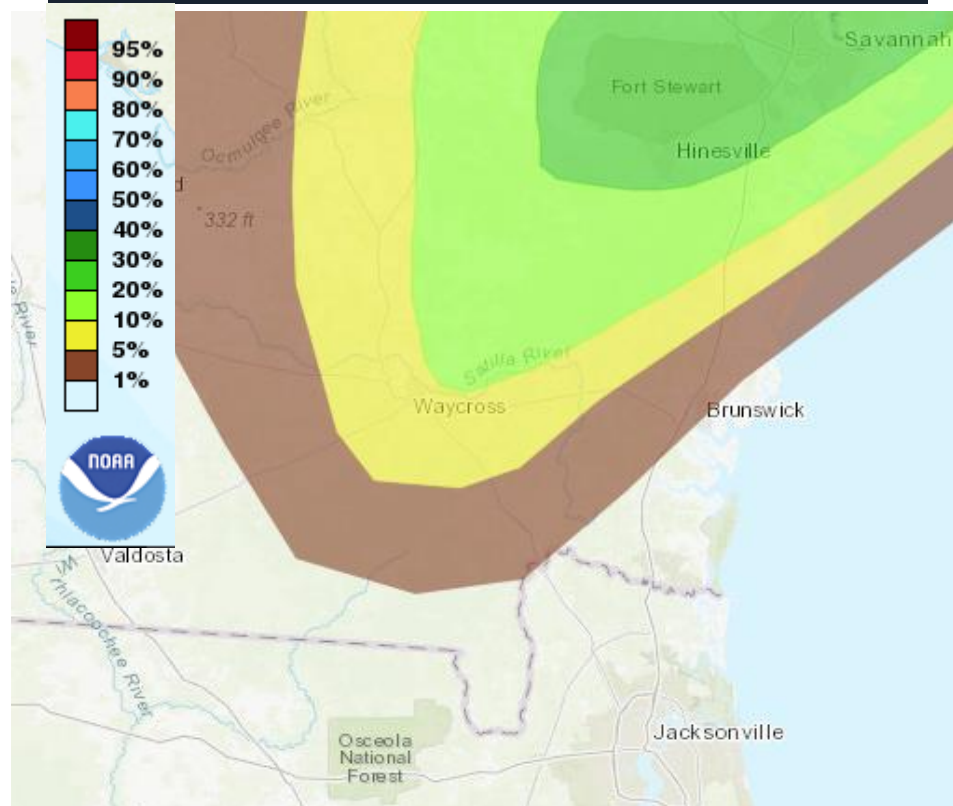 95%
90%
80%
70%
60%
50%
40%
30%
20%
10%
5%
1%
NOAA
Savannah
Fort Stewart
Ocmulgee River
Hinesville
d
332 ft
River
Satilla River
Waycross
Brunswick
Valdosta
River
Jacksonville
Osceola
National
Forest